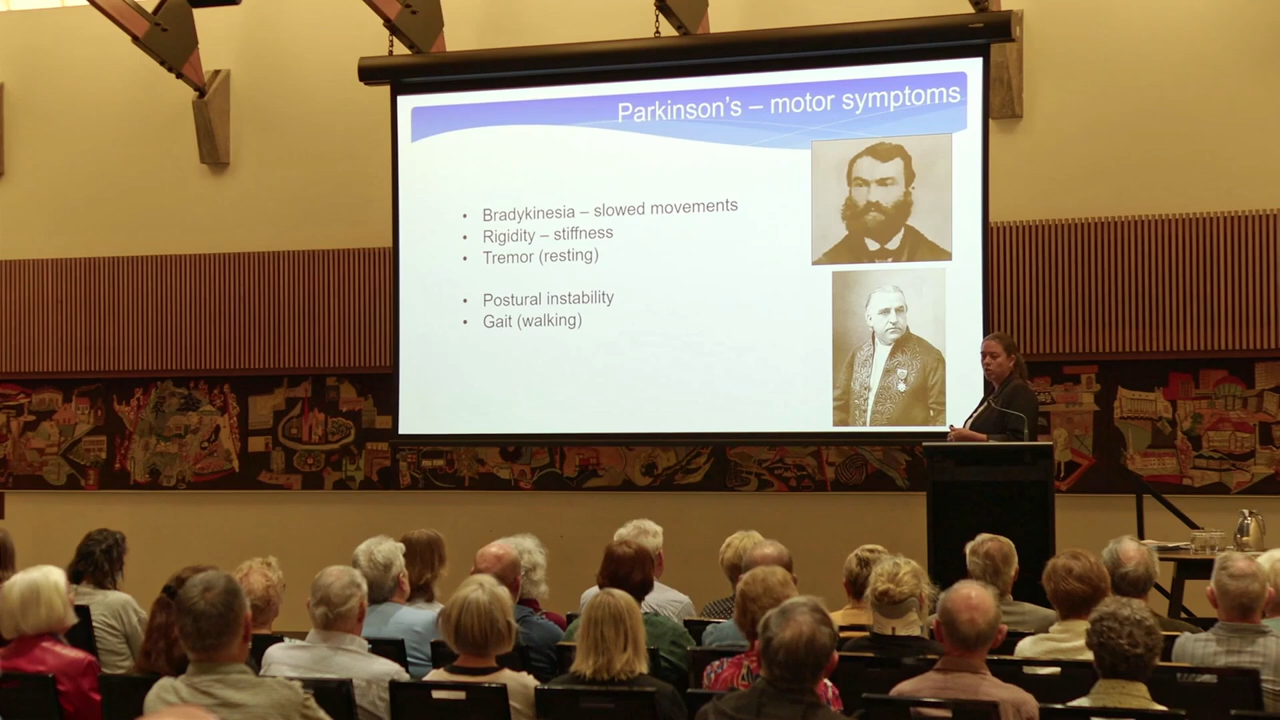 Parkinson's – motor symptoms
• Bradykinesia – slowed movements
• Rigidity – stiffness
• Tremor (resting)
• Postural instability
• Gait (walking)